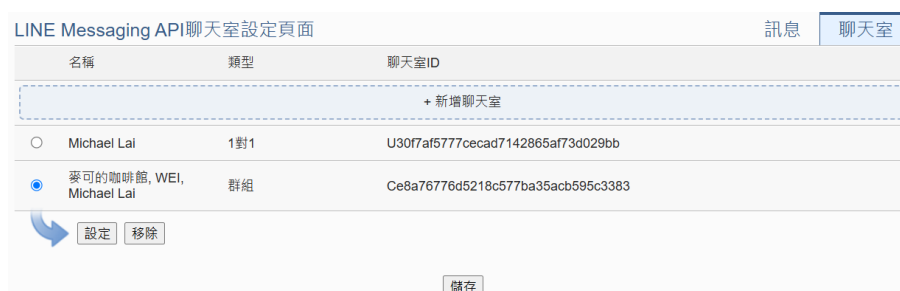 LINE Messaging API聊天室設定頁面
訊息
聊天室
名稱 類型 聊天室ID
+ 新增聊天室
Michael Lai 1對1 U30f7af5777cecad7142865af73d029bb
麥可的咖啡館, WEI,
Michael Lai 群組 Ce8a76776d5218c577ba35acb595c3383
設定 移除
儲存